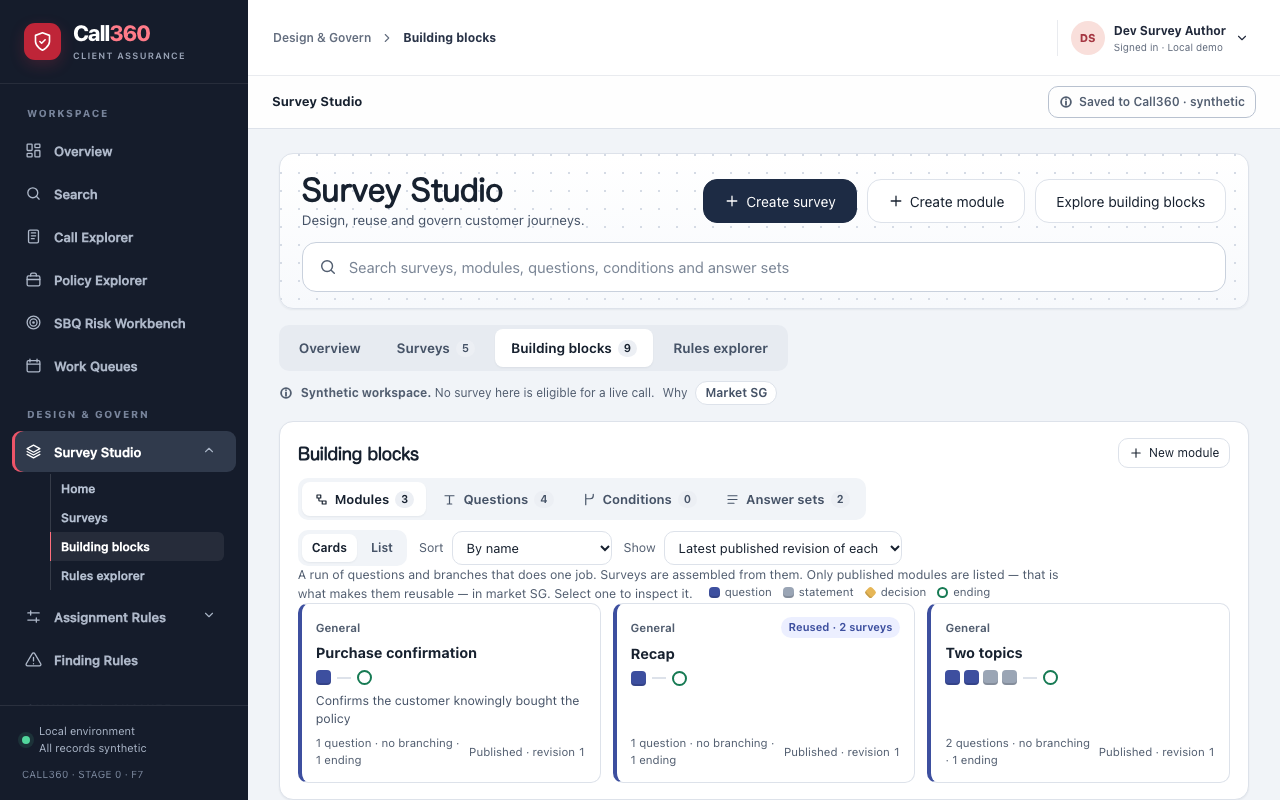 Call360
CLIENT ASSURANCE
WORKSPACE
Overview
Search
Call Explorer
Policy Explorer
SBQ Risk Workbench
Work Queues
DESIGN & GOVERN
Survey Studio
Home
Surveys
Building blocks
Rules explorer
Assignment Rules
Finding Rules
Local environment
All records synthetic
CALL360 · STAGE 0 · F7
Design & Govern > Building blocks
DS
Dev Survey Author
Signed in · Local demo
Survey Studio
Saved to Call360 · synthetic
Survey Studio
Design, reuse and govern customer journeys.
+ Create survey
+ Create module
Explore building blocks
Search surveys, modules, questions, conditions and answer sets
Overview
Surveys 5
Building blocks 9
Rules explorer
Synthetic workspace. No survey here is eligible for a live call. Why Market SG
Building blocks
+ New module
Modules 3
Questions 4
Conditions 0
Answer sets 2
Cards List Sort By name Show Latest published revision of each
A run of questions and branches that does one job. Surveys are assembled from them. Only published modules are listed — that is
what makes them reusable — in market SG. Select one to inspect it. question statement decision ending
General
Purchase confirmation
Confirms the customer knowingly bought the
policy
1 question · no branching ·
1 ending
Published · revision 1
General
Reused · 2 surveys
Recap
1 question · no branching ·
1 ending
Published · revision 1
General
Two topics
2 questions · no branching
· 1 ending
Published · revision 1